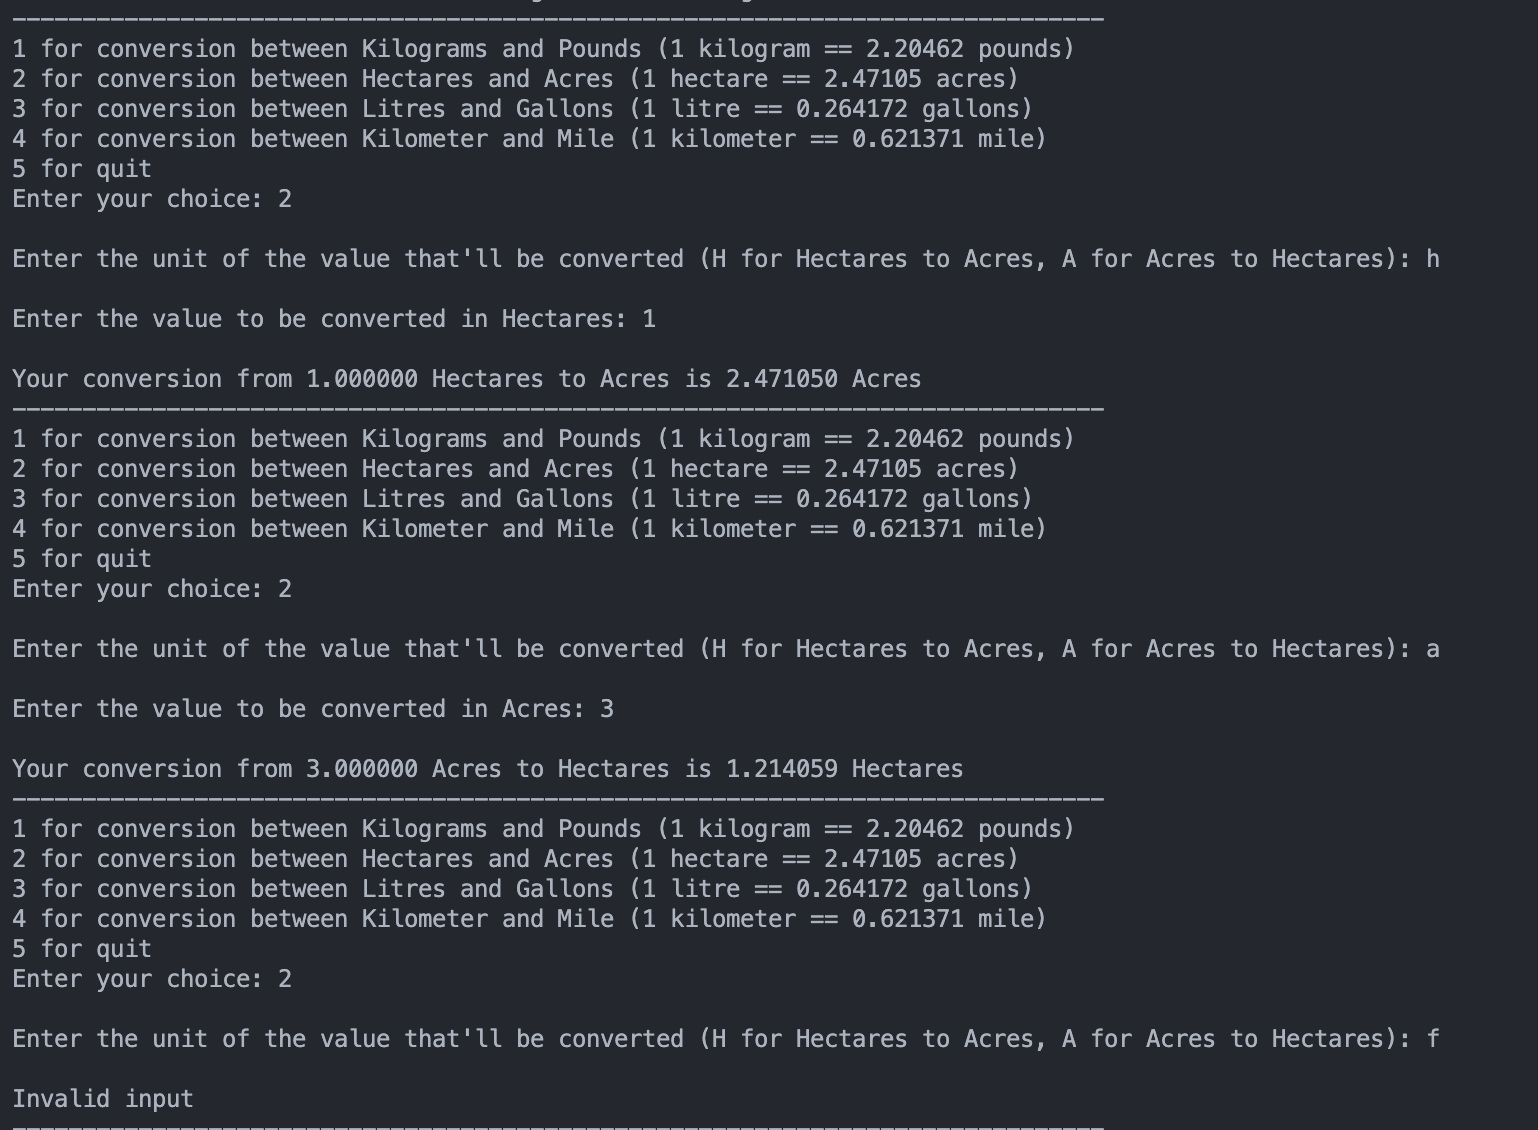 ------------------------------------------------------------------------------
1 for conversion between Kilograms and Pounds (1 kilogram == 2.20462 pounds)
2 for conversion between Hectares and Acres (1 hectare == 2.47105 acres)
3 for conversion between Litres and Gallons (1 litre == 0.264172 gallons)
4 for conversion between Kilometer and Mile (1 kilometer == 0.621371 mile)
5 for quit
Enter your choice: 2
Enter the unit of the value that'll be converted (H for Hectares to Acres, A for Acres to Hectares): h
Enter the value to be converted in Hectares: 1
Your conversion from 1.000000 Hectares to Acres is 2.471050 Acres
------------------------------------------------------------------------------
1 for conversion between Kilograms and Pounds (1 kilogram == 2.20462 pounds)
2 for conversion between Hectares and Acres (1 hectare == 2.47105 acres)
3 for conversion between Litres and Gallons (1 litre == 0.264172 gallons)
4 for conversion between Kilometer and Mile (1 kilometer == 0.621371 mile)
5 for quit
Enter your choice: 2
Enter the unit of the value that'll be converted (H for Hectares to Acres, A for Acres to Hectares): a
Enter the value to be converted in Acres: 3
Your conversion from 3.000000 Acres to Hectares is 1.214059 Hectares
------------------------------------------------------------------------------
1 for conversion between Kilograms and Pounds (1 kilogram == 2.20462 pounds)
2 for conversion between Hectares and Acres (1 hectare == 2.47105 acres)
3 for conversion between Litres and Gallons (1 litre == 0.264172 gallons)
4 for conversion between Kilometer and Mile (1 kilometer == 0.621371 mile)
5 for quit
Enter your choice: 2
Enter the unit of the value that'll be converted (H for Hectares to Acres, A for Acres to Hectares): f
Invalid input
------------------------------------------------------------------------------